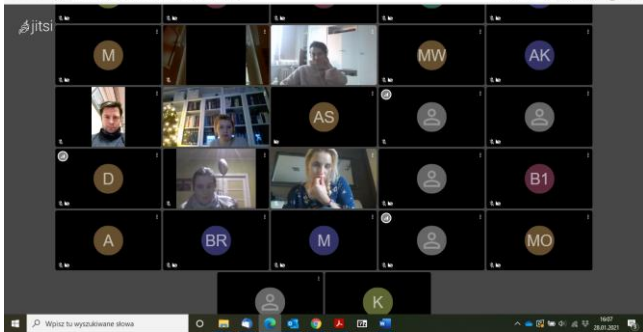 jitsi
M
MW
AK
AS
D
B1
A
BR
M
MO
K
Wpisz tu wyszukiwane słowa
16:07
28.01.2021